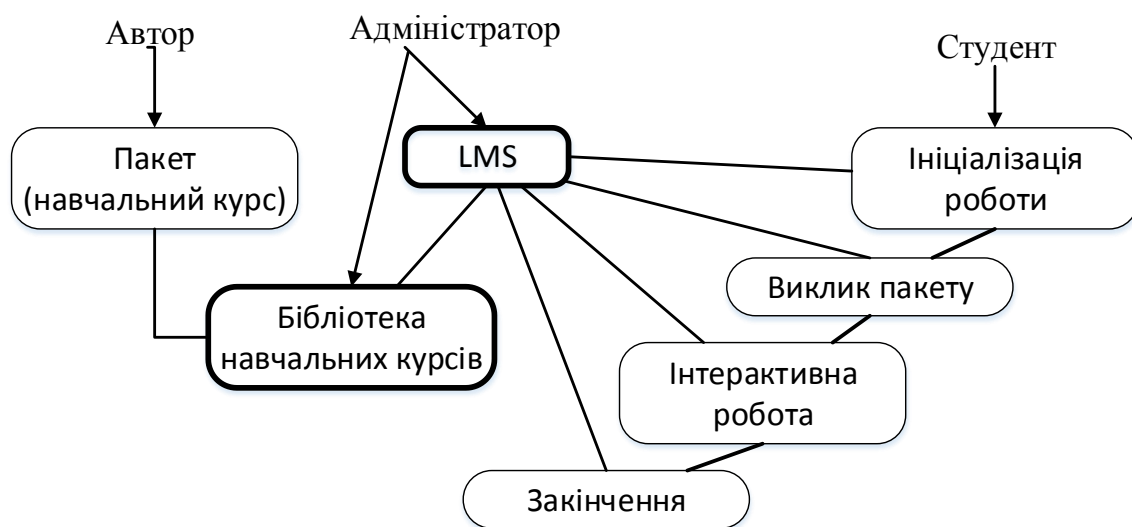 Автор
Адміністратор
Студент
Пакет
(навчальний курс)
LMS
Ініціалізація
роботи
Виклик пакету
Бібліотека
навчальних курсів
Інтерактивна
робота
Закінчення